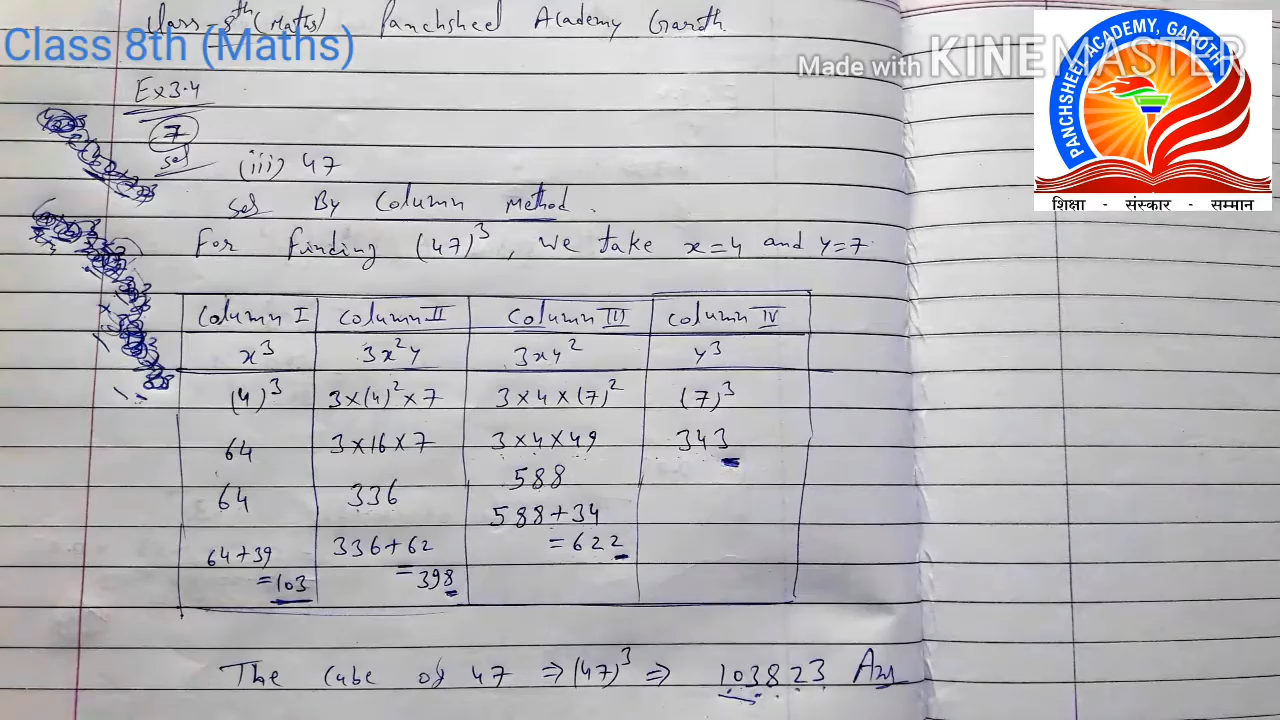 Class - 8th (Maths) Panchsheel Academy Garoth.
Class 8th (Maths)
Made with KINEMASTER
PANCHSHEEL ACADEMY, GAROTH
शिक्षा - संस्कार - सम्मान
Ex 3.4
7
Sol (iii) 47
Sol By Column Method.
For Finding (47)³, We take x=4 and y=7.
Column I Column II Column III Column IV
x³ 3x²y 3xy² y³
(4)³ 3×(4)²×7 3×4×(7)² (7)³
64 3×16×7 3×4×49 343
64 336 588
588+34
64+39 336+62 =622
=103 =398
The Cube of 47 ⇒ (47)³ ⇒ 103823 Ans